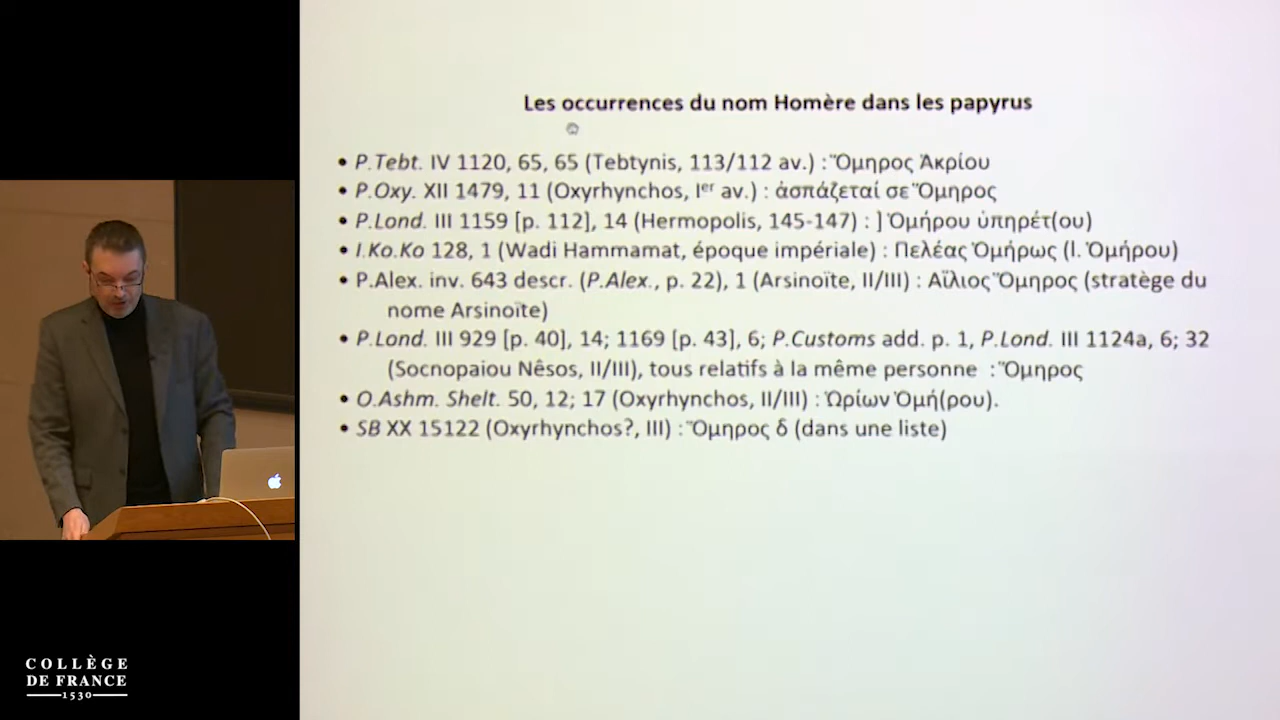 Les occurrences du nom Homère dans les papyrus
• P.Tebt. IV 1120, 65, 65 (Tebtynis, 113/112 av.) : Ὅμηρος Ἀκρίου
• P.Oxy. XII 1479, 11 (Oxyrhynchos, Iᵉʳ av.) : ἀσπάζεταί σε Ὅμηρος
• P.Lond. III 1159 [p. 112], 14 (Hermopolis, 145-147) : ] Ὁμήρου ὑπηρέτ(ου)
• I.Ko.Ko 128, 1 (Wadi Hammamat, époque impériale) : Πελέας Ὁμήρως (l. Ὁμήρου)
• P.Alex. inv. 643 descr. (P.Alex., p. 22), 1 (Arsinoïte, II/III) : Αἴλιος Ὅμηρος (stratège du
nome Arsinoïte)
• P.Lond. III 929 [p. 40], 14; 1169 [p. 43], 6; P.Customs add. p. 1, P.Lond. III 1124a, 6; 32
(Socnopaiou Nêsos, II/III), tous relatifs à la même personne : Ὅμηρος
• O.Ashm. Shelt. 50, 12; 17 (Oxyrhynchos, II/III) : Ὡρίων Ὁμή(ρου).
• SB XX 15122 (Oxyrhynchos?, III) : Ὅμηρος δ (dans une liste)
COLLÈGE
DE FRANCE
1530